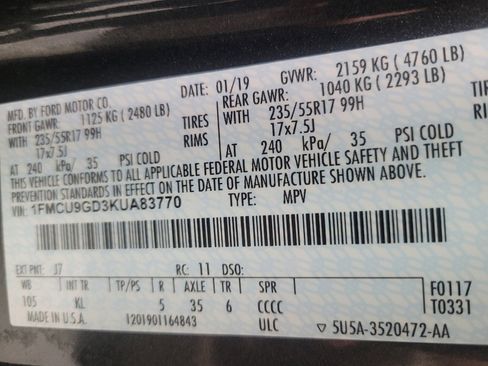 MFD. BY FORD MOTOR CO. DATE: 01/19 GVWR: 2159 KG ( 4760 LB)
FRONT GAWR: 1125 KG ( 2480 LB) REAR GAWR: 1040 KG ( 2293 LB)
WITH 235/55R17 99H TIRES WITH 235/55R17 99H
17x7.5J RIMS 17x7.5J
AT 240 kPa/ 35 PSI COLD AT 240 kPa/ 35 PSI COLD
THIS VEHICLE CONFORMS TO ALL APPLICABLE FEDERAL MOTOR VEHICLE SAFETY AND THEFT
PREVENTION STANDARDS IN EFFECT ON THE DATE OF MANUFACTURE SHOWN ABOVE.
VIN: 1FMCU9GD3KUA83770 TYPE: MPV
EXT PNT: J7 RC: 11 DSO:
WB INT TR TP/PS R AXLE TR SPR F0117
105 KL 5 35 6 CCCC T0331
MADE IN U.S.A. 1201901164843 ULC ▽ 5U5A-3520472-AA